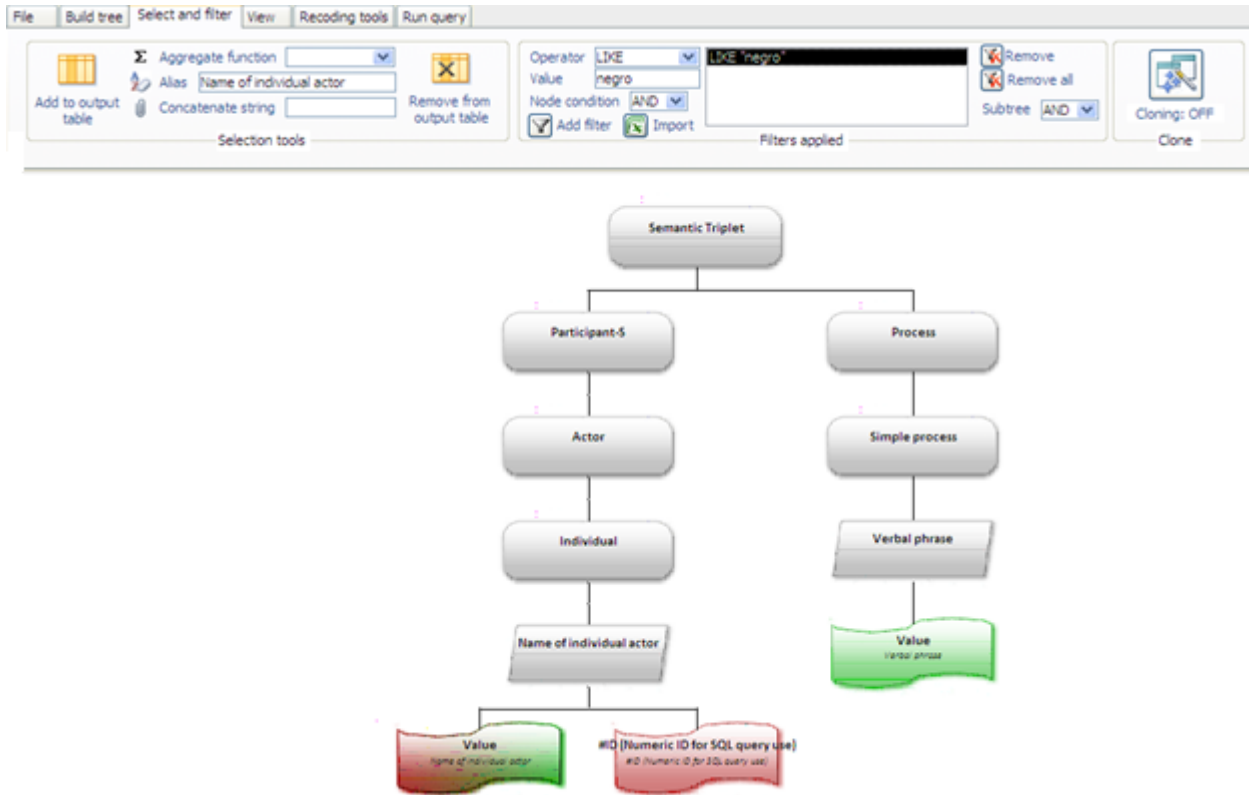 File Build tree Select and filter View Recoding tools Run query
Σ Aggregate function
Alias Name of individual actor
Concatenate string
Add to output
table
Remove from
output table
Selection tools
Operator LIKE
Value negro
Node condition AND
Add filter Import
LIKE "negro"
Remove
Remove all
Subtree AND
Filters applied
Cloning: OFF
Clone
Semantic Triplet
Participant-S
Process
Actor
Simple process
Individual
Verbal phrase
Name of individual actor
Value
Verbal phrase
Value
Name of individual actor
#ID (Numeric ID for SQL query use)
#ID (Numeric ID for SQL query use)